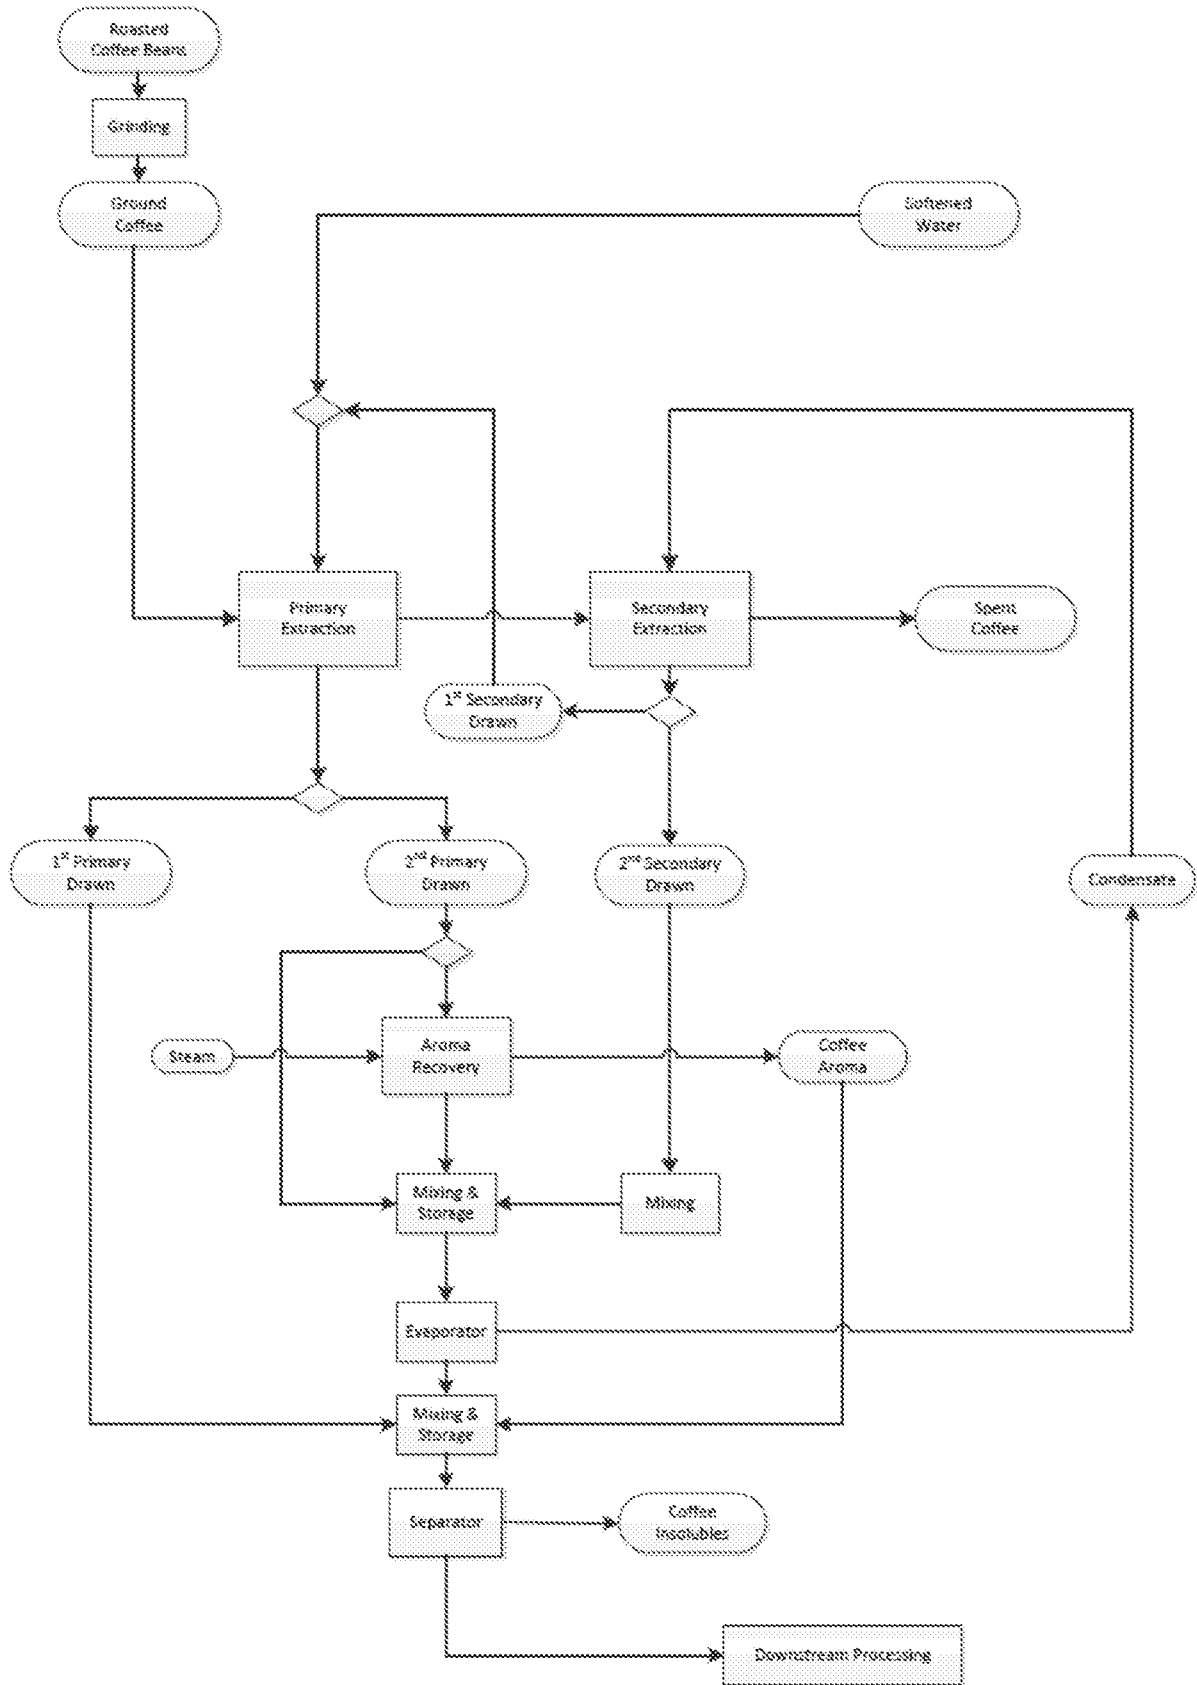 Roasted
Coffee Beans
Grinding
Ground
Coffee
Softened
Water
Primary
Extraction
Secondary
Extraction
Spent
Coffee
1st Secondary
Drawn
1st Primary
Drawn
2nd Primary
Drawn
2nd Secondary
Drawn
Condensate
Steam
Aroma
Recovery
Coffee
Aroma
Mixing &
Storage
Mixing
Evaporator
Mixing &
Storage
Separator
Coffee
Insolubles
Downstream Processing